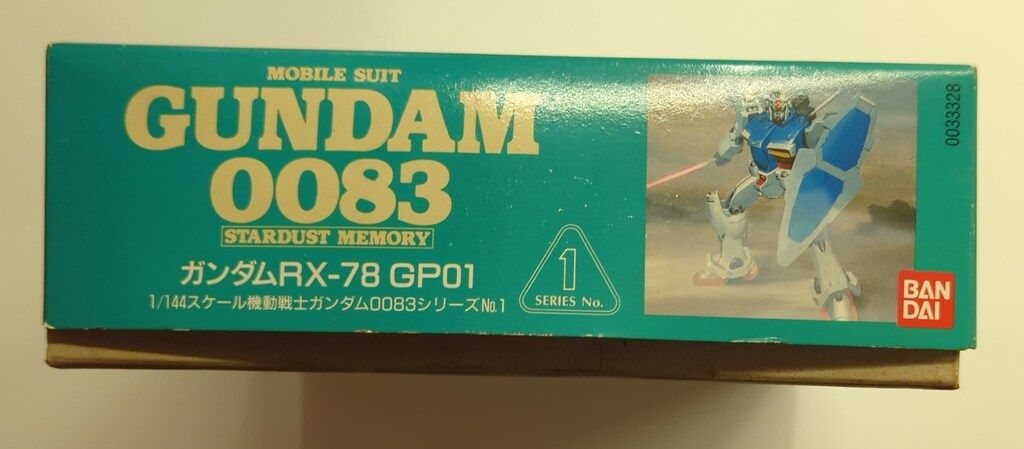 MOBILE SUIT
GUNDAM
0083
STARDUST MEMORY
ガンダムRX-78 GP01
1/144スケール機動戦士ガンダム0083シリーズNo.1
1
SERIES No.
0033328
BAN
DAI